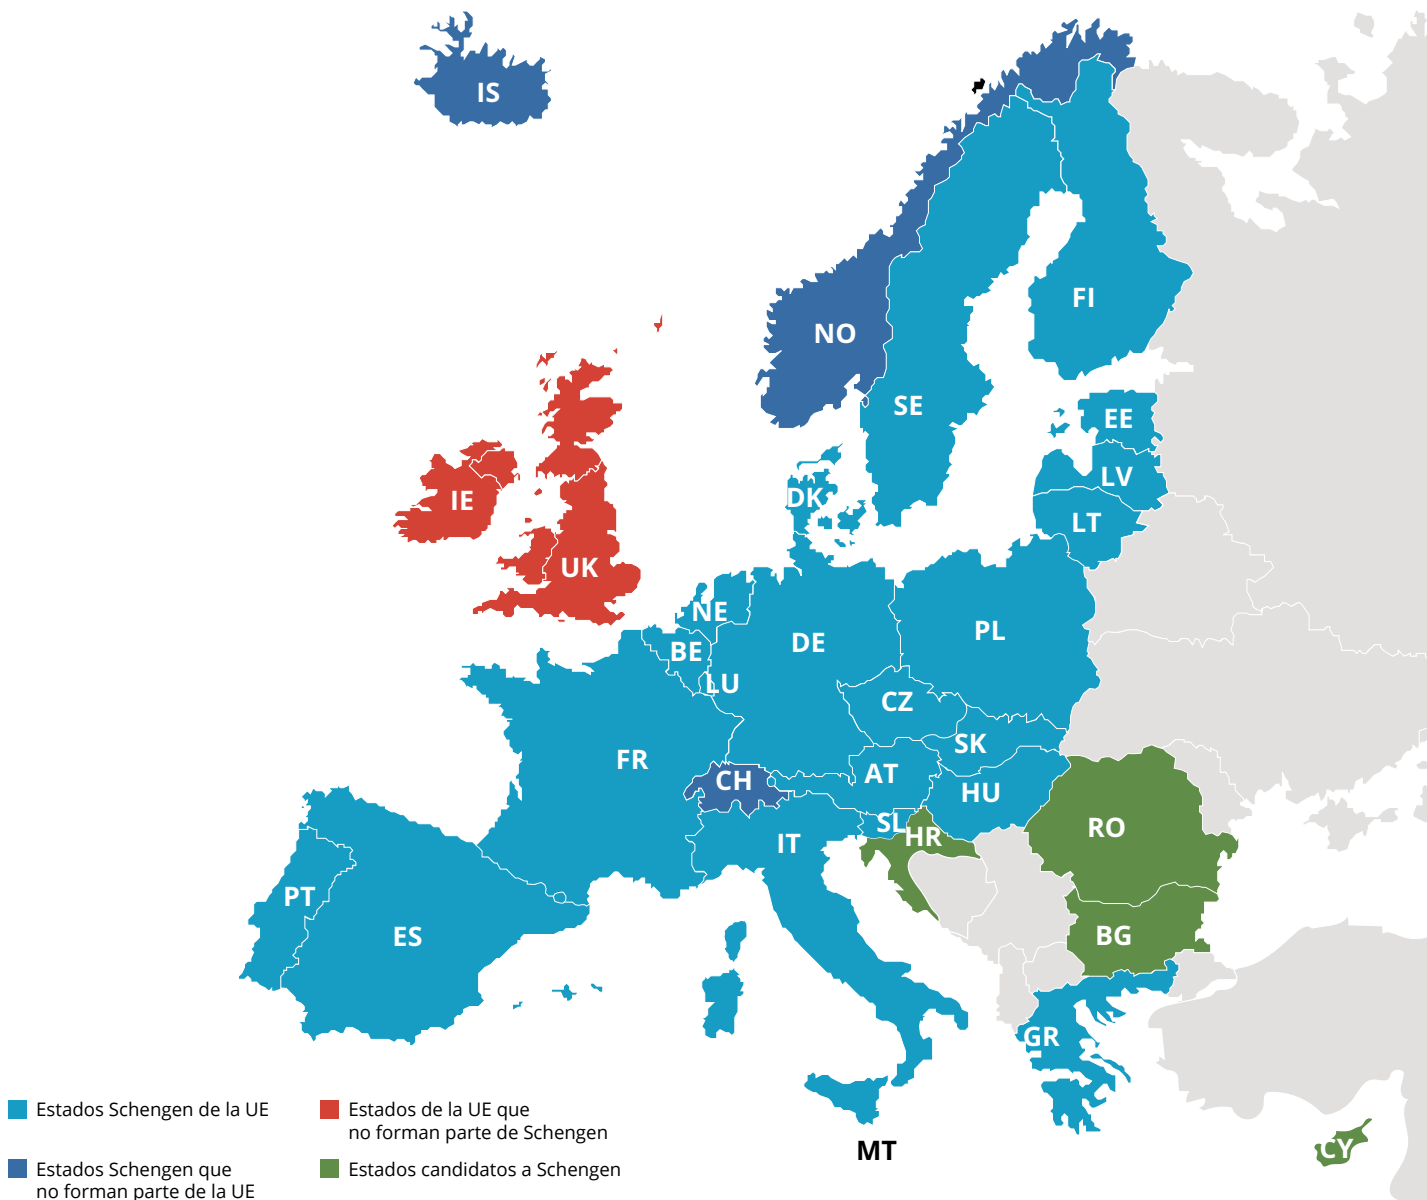 IS
NO
FI
SE
EE
LV
LT
DK
IE
UK
NE
BE
LU
DE
PL
CZ
SK
FR
CH
AT
HU
SL
HR
IT
RO
PT
ES
BG
GR
MT
CY
Estados Schengen de la UE
Estados Schengen que
no forman parte de la UE
Estados de la UE que
no forman parte de Schengen
Estados candidatos a Schengen